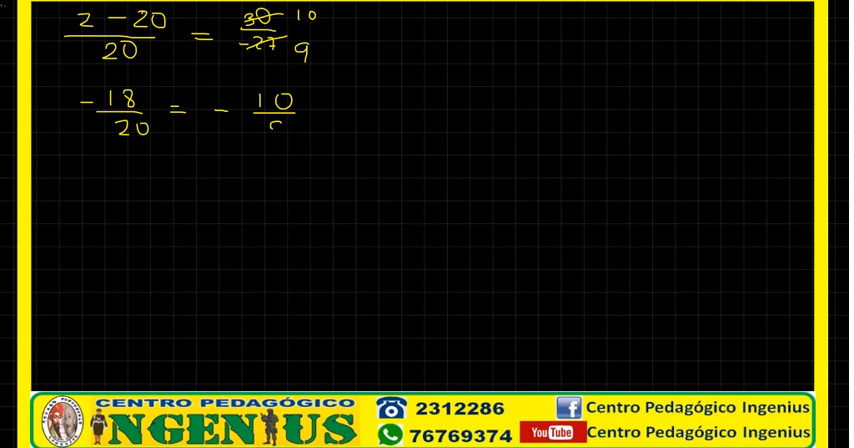 2 - 20 / 20 = 30 / -27 10 / 9
- 18 / 20 = - 10
CENTRO PEDAGÓGICO
INGENIUS
2312286
76769374
Centro Pedagógico Ingenius
YouTube Centro Pedagógico Ingenius